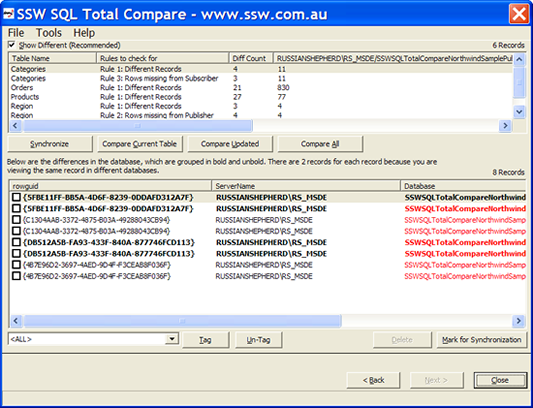 SSW SQL Total Compare - www.ssw.com.au
File Tools Help
Show Different (Recommended) 6 Records
Table Name Rules to check for Diff Count RUSSIANSHEPHERD\RS_MSDE/SSWSQLTotalCompareNorthwindSamplePul
Categories Rule 1: Different Records 4 11
Categories Rule 3: Rows missing from Subscriber 3 11
Orders Rule 1: Different Records 21 830
Products Rule 1: Different Records 27 77
Region Rule 1: Different Records 3 4
Region Rule 2: Rows missing from Publisher 4 4
Synchronize Compare Current Table Compare Updated Compare All
Below are the differences in the database, which are grouped in bold and unbold. There are 2 records for each record because you are
viewing the same record in different databases.
8 Records
rowguid ServerName Database
{5FBE11FF-BB5A-4D6F-8239-0DDAFD312A7F} RUSSIANSHEPHERD\RS_MSDE SSWSQLTotalCompareNorthwind
{5FBE11FF-BB5A-4D6F-8239-0DDAFD312A7F} RUSSIANSHEPHERD\RS_MSDE SSWSQLTotalCompareNorthwind
{C1304AAB-3372-4875-B03A-49288043CB94} RUSSIANSHEPHERD\RS_MSDE SSWSQLTotalCompareNorthwindSamp
{C1304AAB-3372-4875-B03A-49288043CB94} RUSSIANSHEPHERD\RS_MSDE SSWSQLTotalCompareNorthwindSamp
{DB512A5B-FA93-433F-840A-877746FCD113} RUSSIANSHEPHERD\RS_MSDE SSWSQLTotalCompareNorthwind
{DB512A5B-FA93-433F-840A-877746FCD113} RUSSIANSHEPHERD\RS_MSDE SSWSQLTotalCompareNorthwind
{4B7E96D2-3697-4AED-9D4F-F3CEAB8F036F} RUSSIANSHEPHERD\RS_MSDE SSWSQLTotalCompareNorthwindSamp
{4B7E96D2-3697-4AED-9D4F-F3CEAB8F036F} RUSSIANSHEPHERD\RS_MSDE SSWSQLTotalCompareNorthwindSamp
<ALL> Tag Un-Tag Delete Mark for Synchronization
< Back Next > Close